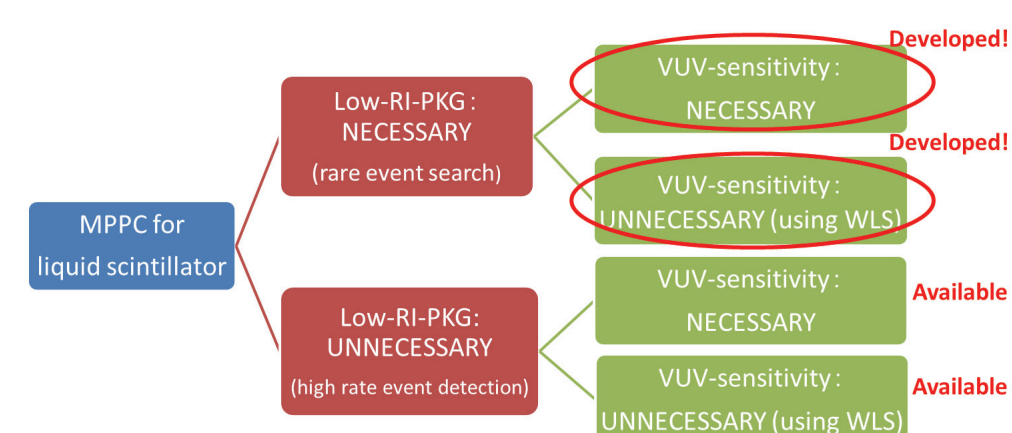 Developed!
VUV-sensitivity :
NECESSARY
Low-RI-PKG :
NECESSARY
(rare event search)
Developed!
VUV-sensitivity :
UNNECESSARY (using WLS)
MPPC for
liquid scintillator
VUV-sensitivity :
NECESSARY
Available
Low-RI-PKG:
UNNECESSARY
(high rate event detection)
VUV-sensitivity :
UNNECESSARY (using WLS)
Available